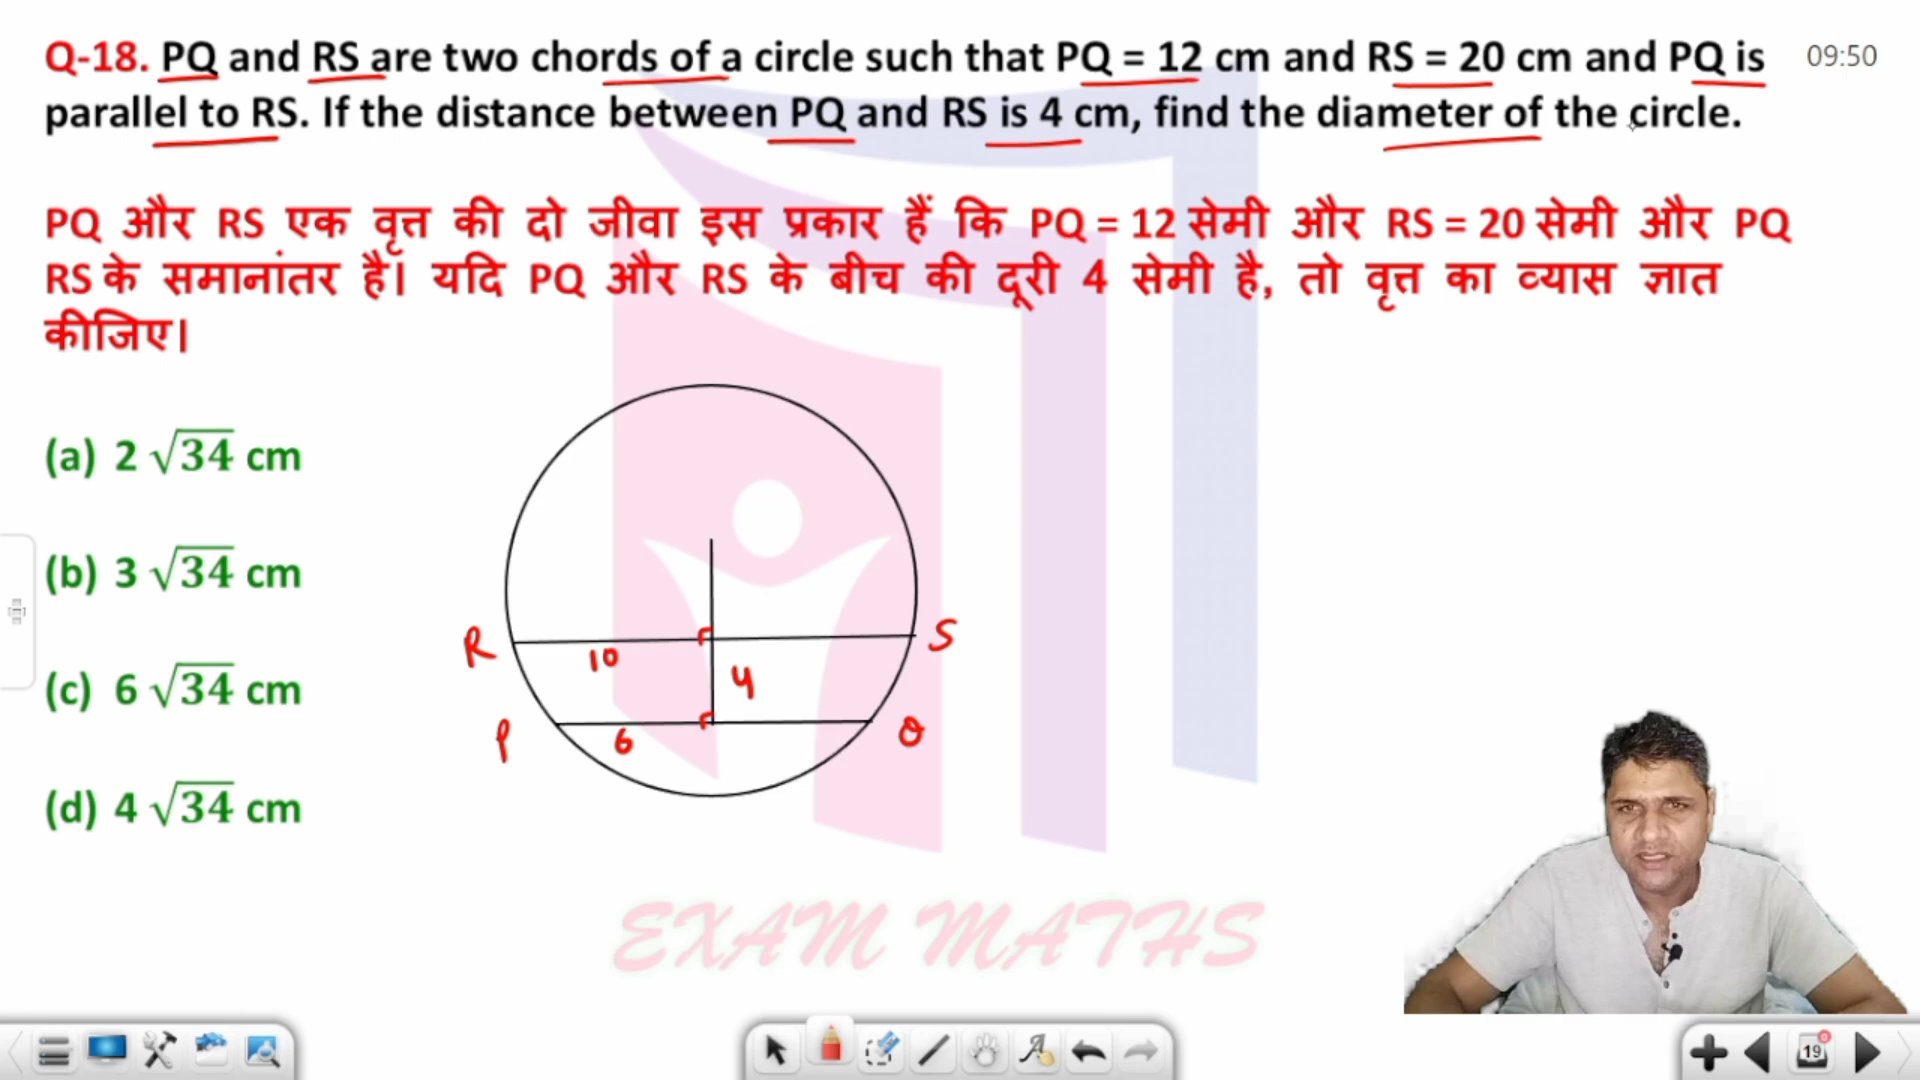 Q-18. PQ and RS are two chords of a circle such that PQ = 12 cm and RS = 20 cm and PQ is
09:50
parallel to RS. If the distance between PQ and RS is 4 cm, find the diameter of the circle.
PQ और RS एक वृत्त की दो जीवा इस प्रकार हैं कि PQ = 12 सेमी और RS = 20 सेमी और PQ
RS के समानांतर है। यदि PQ और RS के बीच की दूरी 4 सेमी है, तो वृत्त का व्यास ज्ञात
कीजिए।
(a) 2 √34 cm
(b) 3 √34 cm
(c) 6 √34 cm
(d) 4 √34 cm
R
S
10
4
P
6
Q
EXAM MATHS
19
0